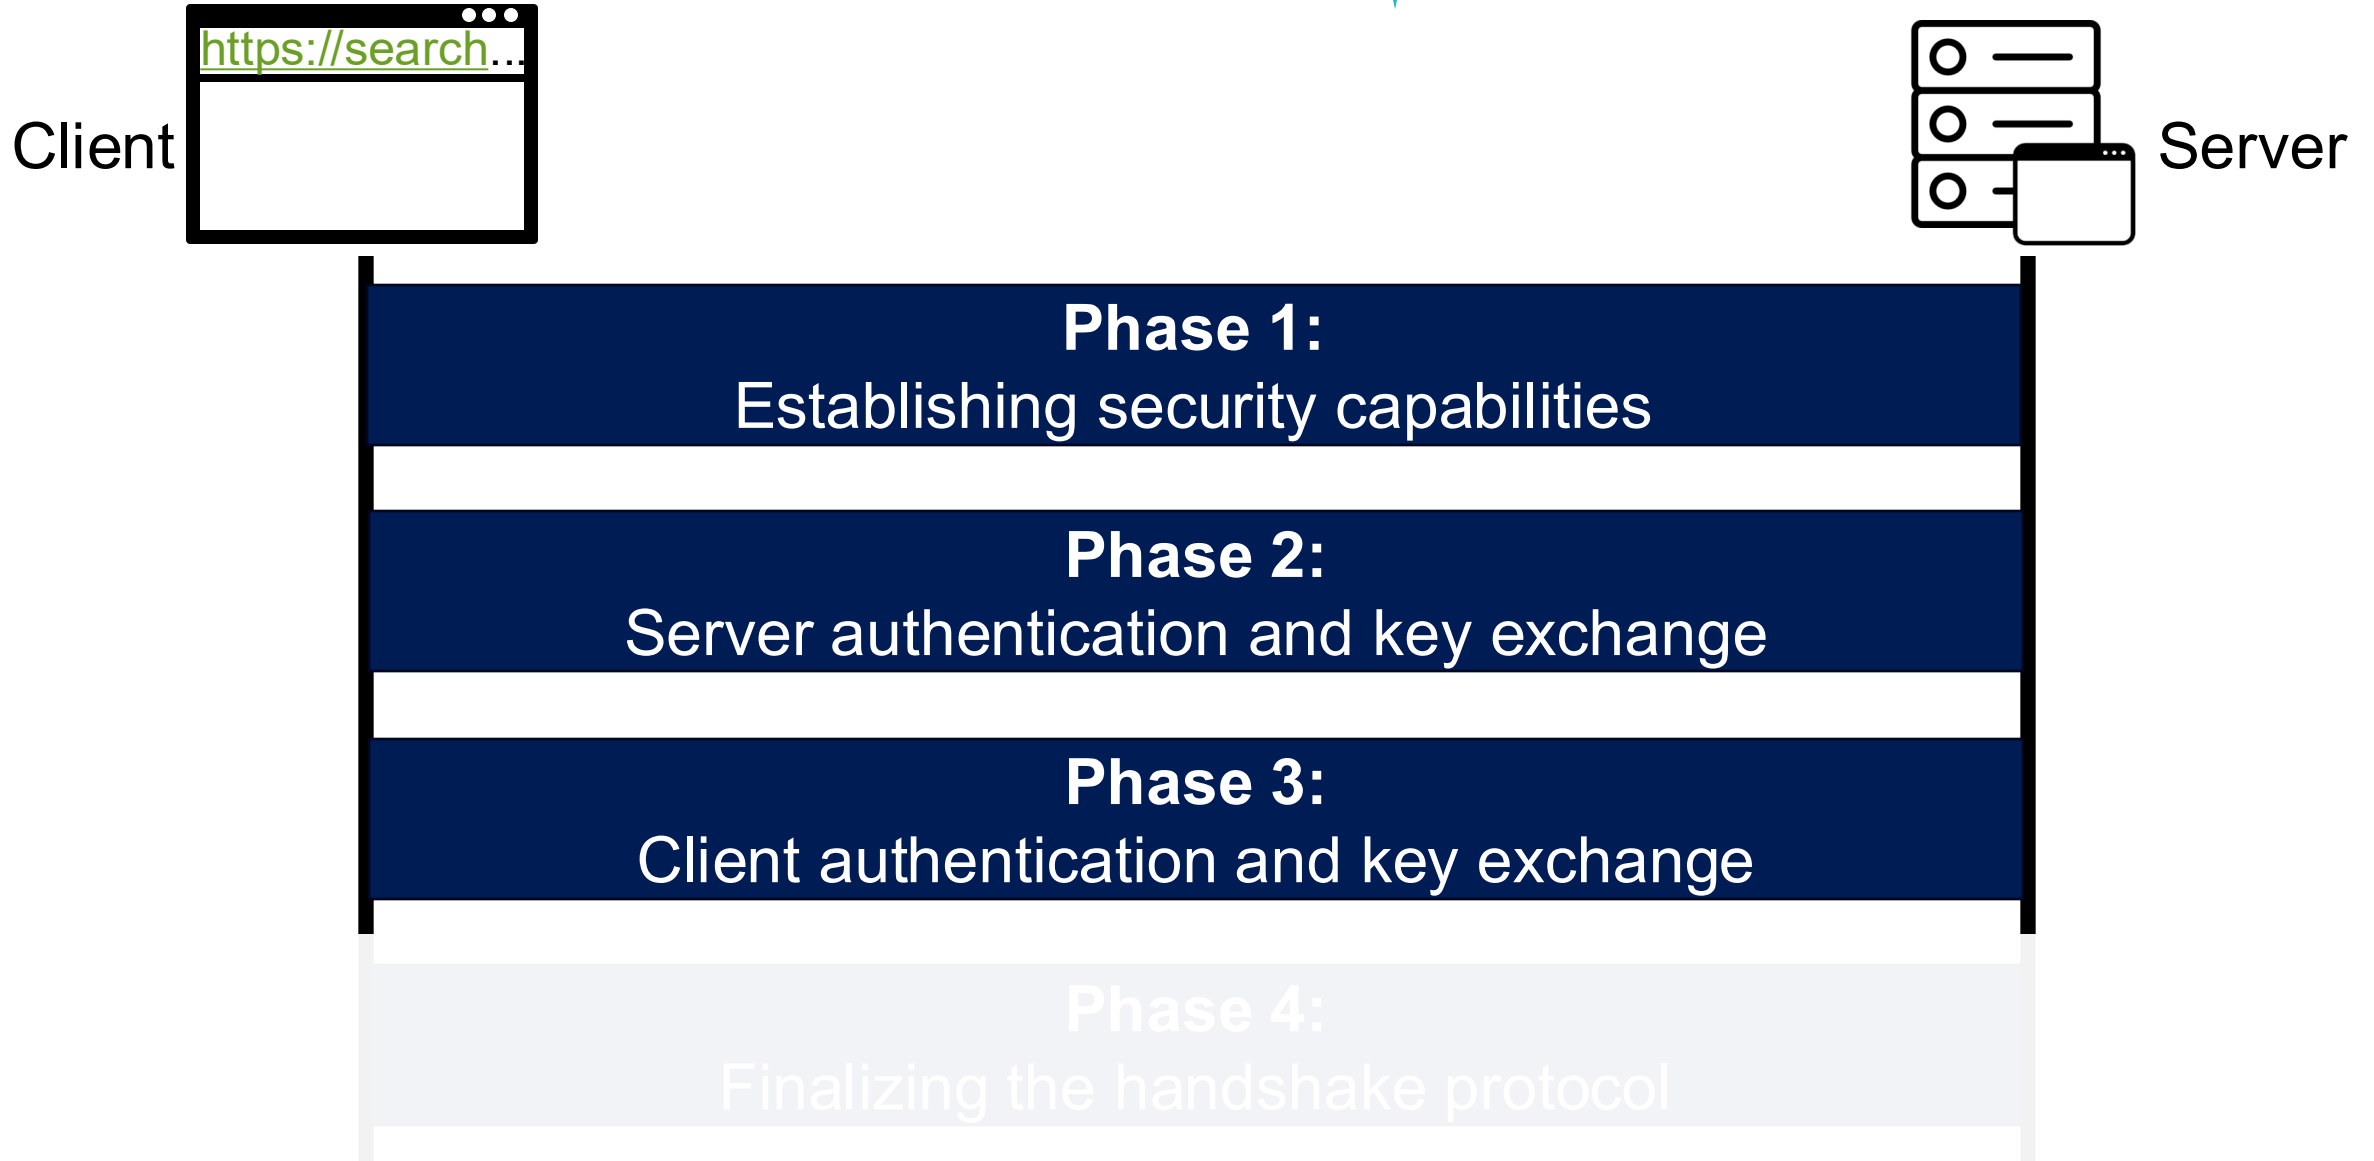 https://search...
Client
Server
Phase 1:
Establishing security capabilities
Phase 2:
Server authentication and key exchange
Phase 3:
Client authentication and key exchange
Phase 4:
Finalizing the handshake protocol